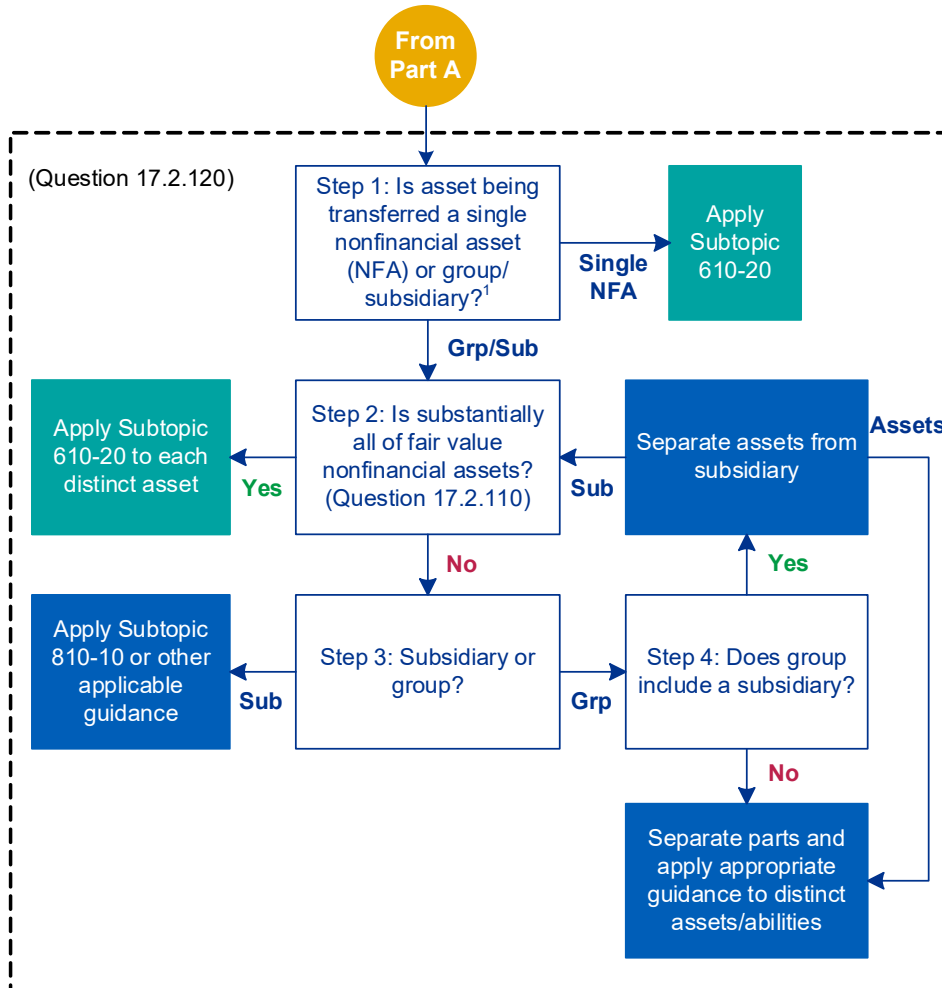 From
Part A
(Question 17.2.120)
Step 1: Is asset being
transferred a single
nonfinancial asset
(NFA) or group/
subsidiary?1
Single
NFA
Apply
Subtopic
610-20
Grp/Sub
Apply Subtopic
610-20 to each
distinct asset
Yes
Step 2: Is substantially
all of fair value
nonfinancial assets?
(Question 17.2.110)
Sub
Separate assets from
subsidiary
Assets
No
Yes
Apply Subtopic
810-10 or other
applicable
guidance
Sub
Step 3: Subsidiary or
group?
Grp
Step 4: Does group
include a subsidiary?
No
Separate parts and
apply appropriate
guidance to distinct
assets/abilities